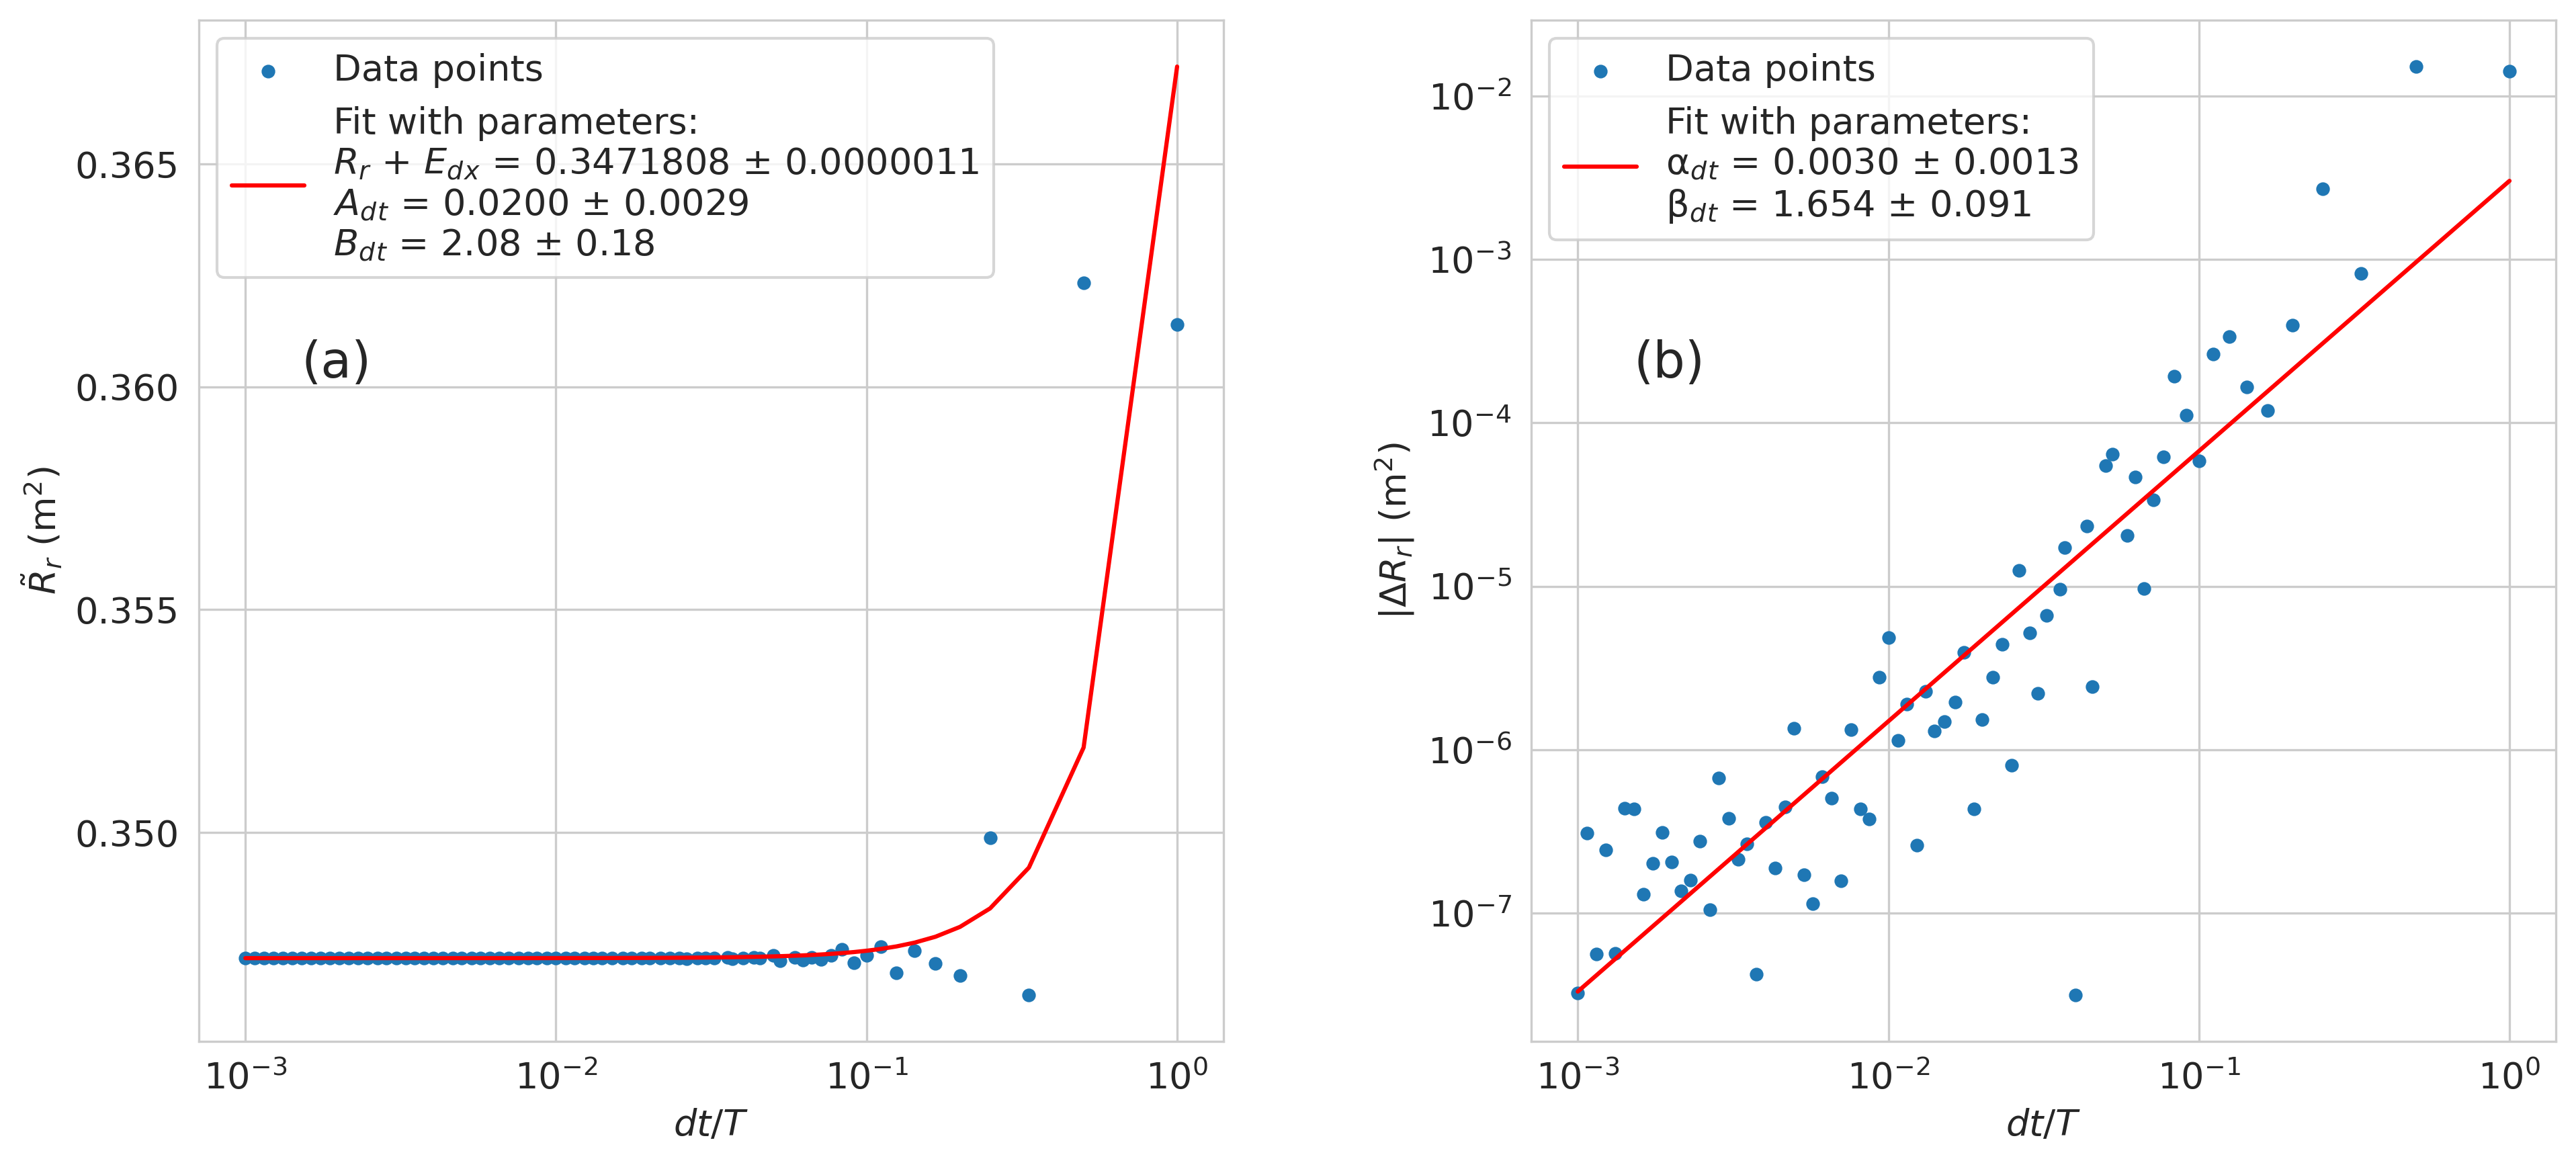 Data points
Fit with parameters:
R_r + E_dx = 0.3471808 ± 0.0000011
A_dt = 0.0200 ± 0.0029
B_dt = 2.08 ± 0.18
(a)
0.365
0.360
0.355
0.350
R̃_r (m²)
10⁻³ 10⁻² 10⁻¹ 10⁰
dt/T
Data points
Fit with parameters:
α_dt = 0.0030 ± 0.0013
β_dt = 1.654 ± 0.091
(b)
10⁻²
10⁻³
10⁻⁴
10⁻⁵
10⁻⁶
10⁻⁷
|ΔR_r| (m²)
10⁻³ 10⁻² 10⁻¹ 10⁰
dt/T